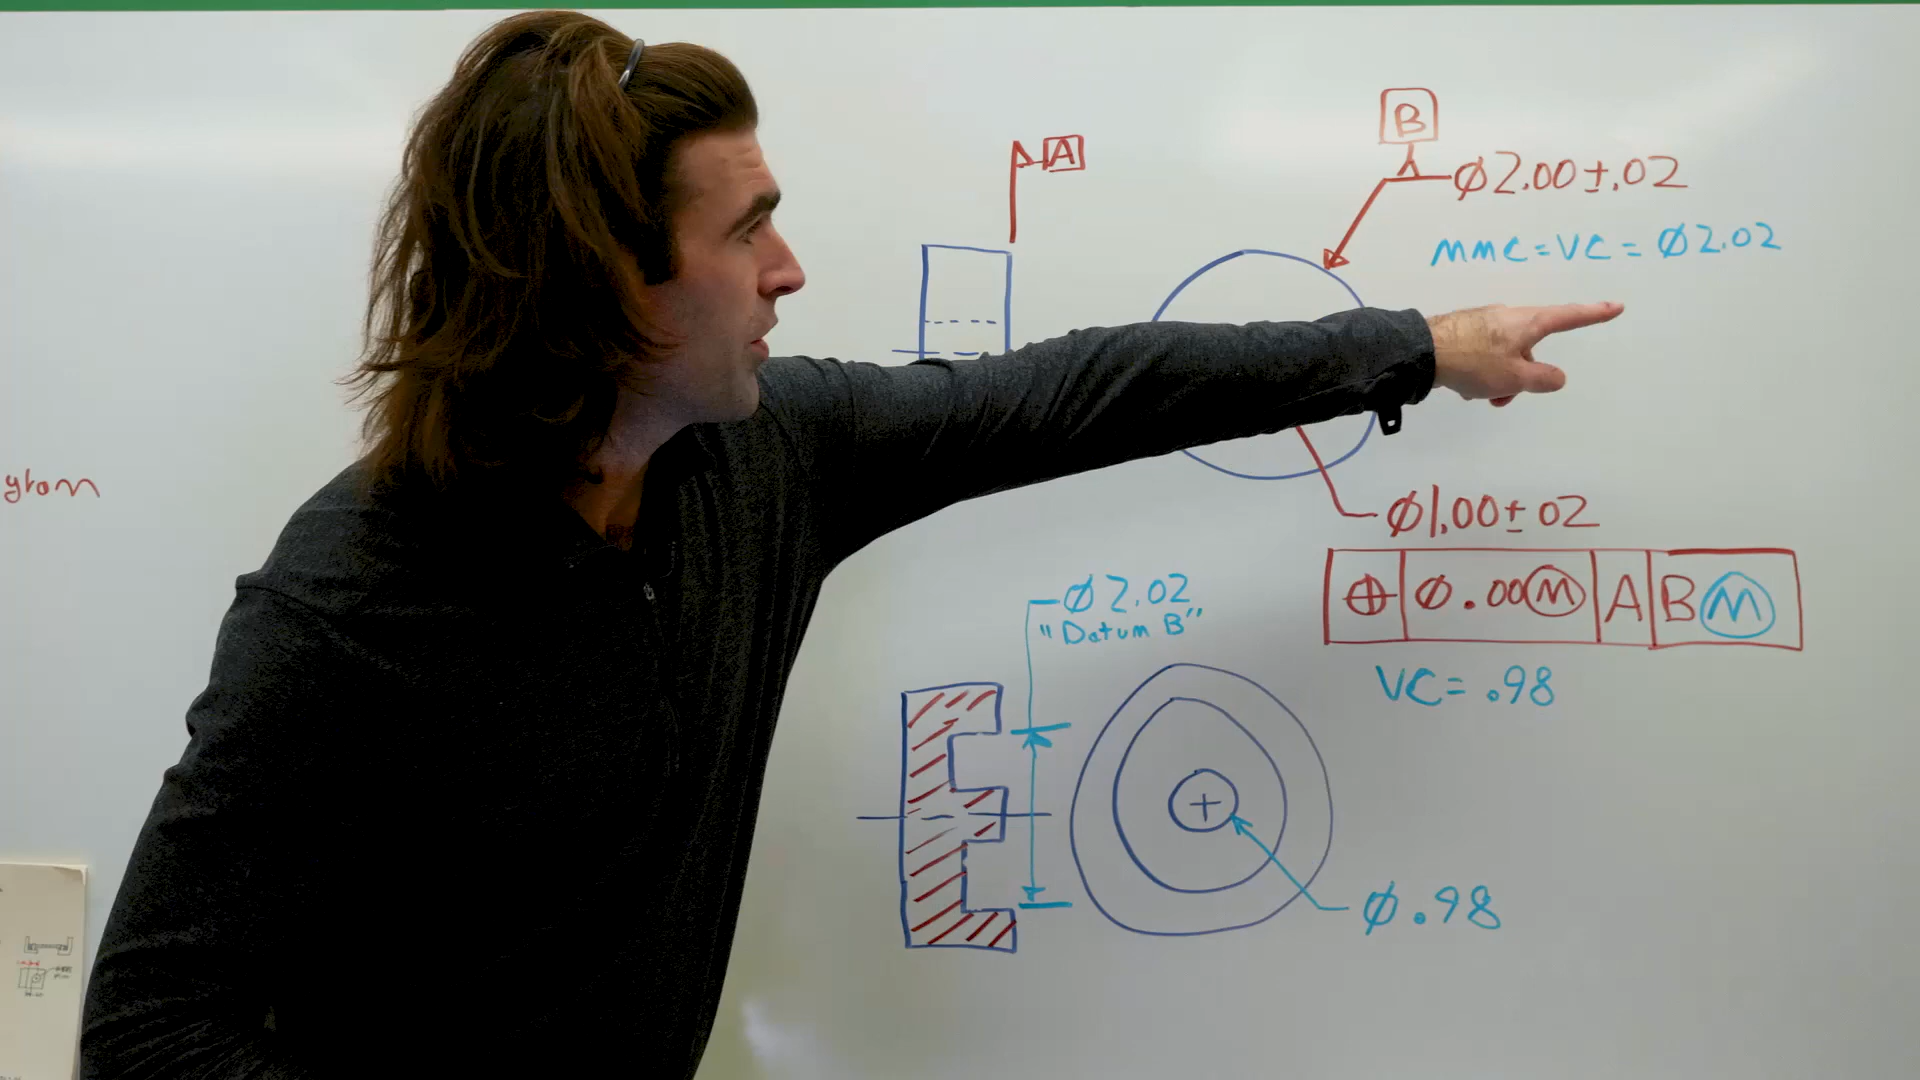 B
A
Ø2.00±.02
MMC=VC=Ø2.02
gram
Ø1.00±02
⌖ Ø.00Ⓜ A BⓂ
Ø2.02
"Datum B"
VC=.98
Ø.98